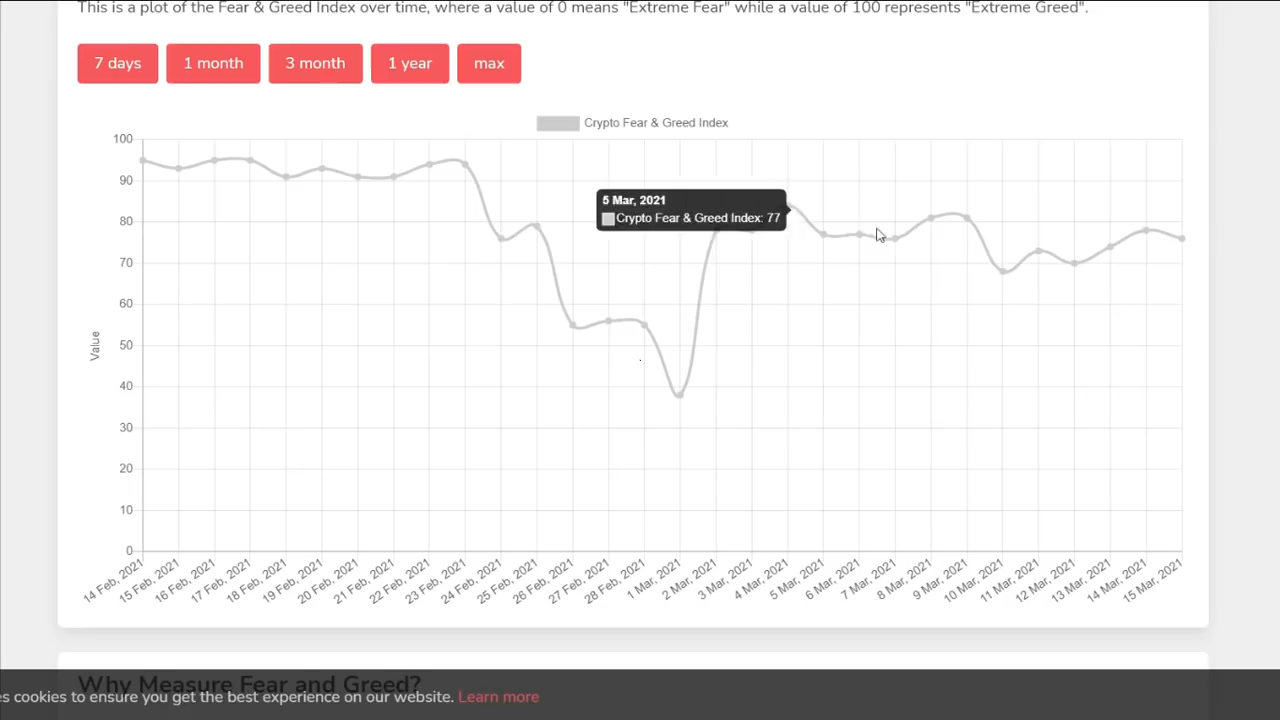 This is a plot of the Fear & Greed Index over time, where a value of 0 means "Extreme Fear" while a value of 100 represents "Extreme Greed".
7 days 1 month 3 month 1 year max
Crypto Fear & Greed Index
100
90
80
70
60
50
40
30
20
10
0
Value
5 Mar, 2021
Crypto Fear & Greed Index: 77
14 Feb, 2021
15 Feb, 2021
16 Feb, 2021
17 Feb, 2021
18 Feb, 2021
19 Feb, 2021
20 Feb, 2021
21 Feb, 2021
22 Feb, 2021
23 Feb, 2021
24 Feb, 2021
25 Feb, 2021
26 Feb, 2021
27 Feb, 2021
28 Feb, 2021
1 Mar, 2021
2 Mar, 2021
3 Mar, 2021
4 Mar, 2021
5 Mar, 2021
6 Mar, 2021
7 Mar, 2021
8 Mar, 2021
9 Mar, 2021
10 Mar, 2021
11 Mar, 2021
12 Mar, 2021
13 Mar, 2021
14 Mar, 2021
15 Mar, 2021
Why Measure Fear and Greed?
es cookies to ensure you get the best experience on our website. Learn more